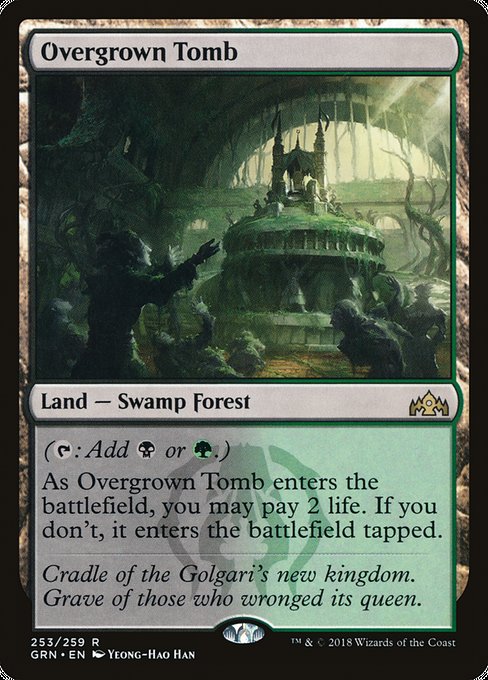 Overgrown Tomb
Land — Swamp Forest
(: Add or .)
As Overgrown Tomb enters the
battlefield, you may pay 2 life. If you
don't, it enters the battlefield tapped.
Cradle of the Golgari's new kingdom.
Grave of those who wronged its queen.
253/259 R
GRN • EN Yeong-Hao Han
™ & © 2018 Wizards of the Coast